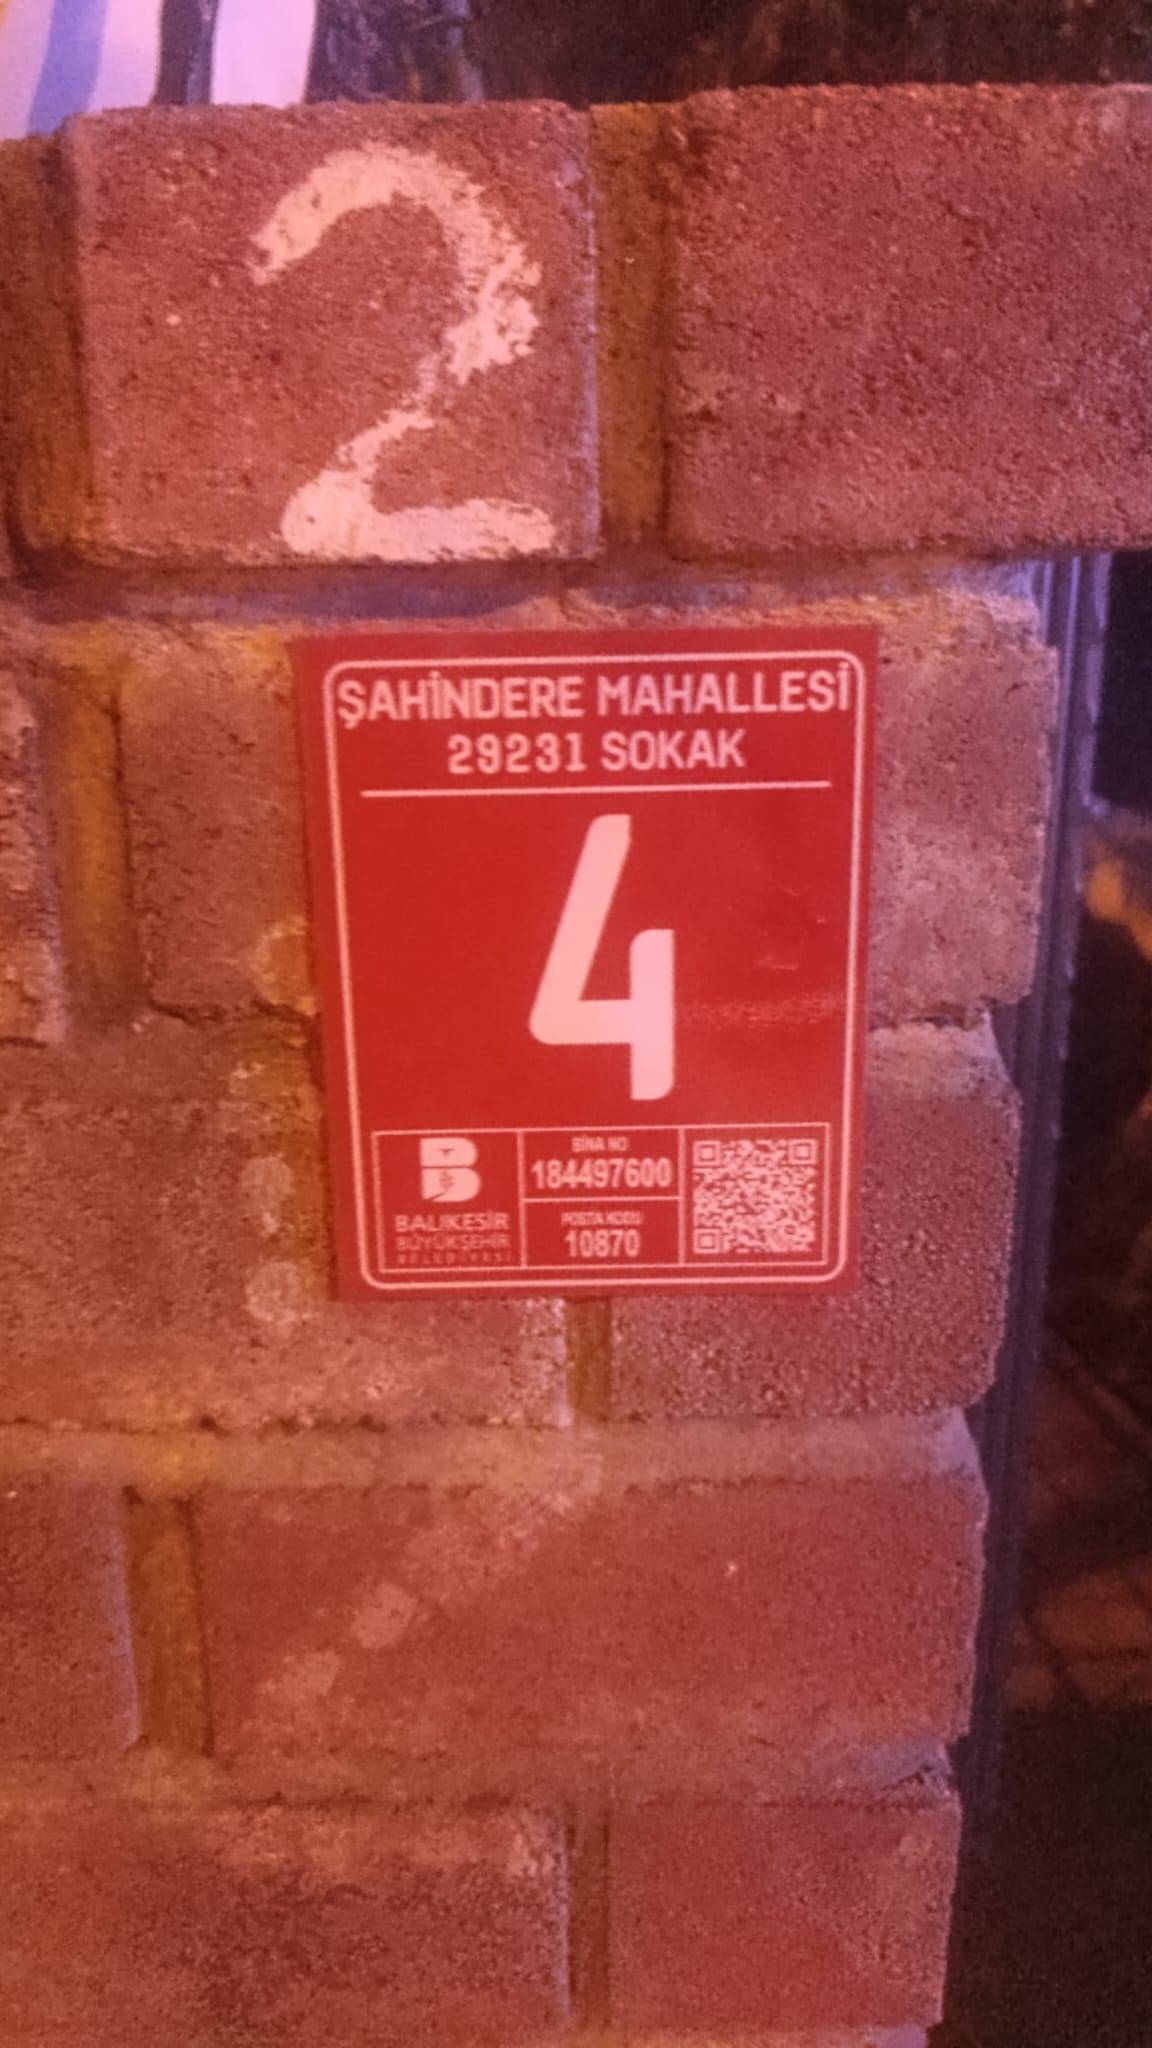 2
ŞAHİNDERE MAHALLESİ
29231 SOKAK
4
B
BALIKESİR
BÜYÜKŞEHİR
BELEDİYESİ
BİNA NO
184497600
POSTA KODU
10870